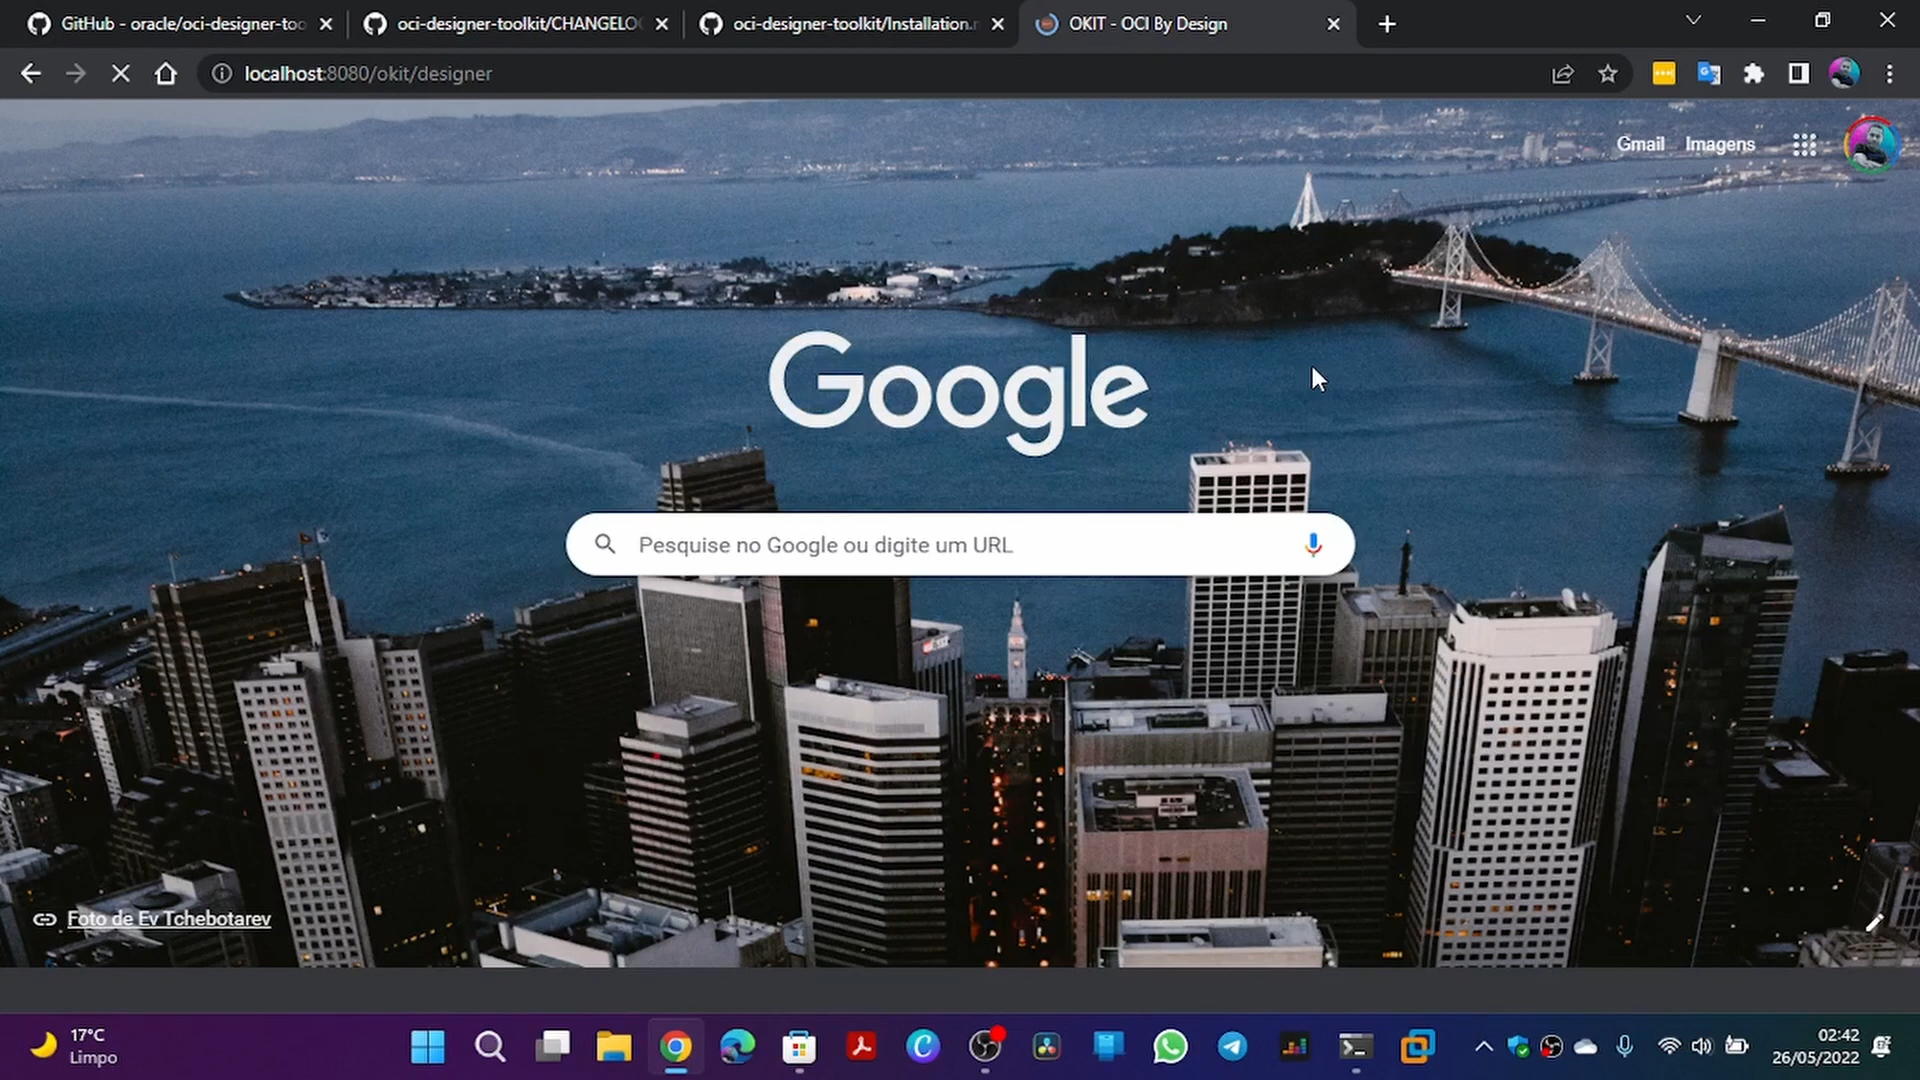 GitHub - oracle/oci-designer-too
oci-designer-toolkit/CHANGELO
oci-designer-toolkit/Installation.
OKIT - OCI By Design
localhost:8080/okit/designer
Gmail
Imagens
Google
Pesquise no Google ou digite um URL
Foto de Ev Tchebotarev
17°C
Limpo
02:42
26/05/2022